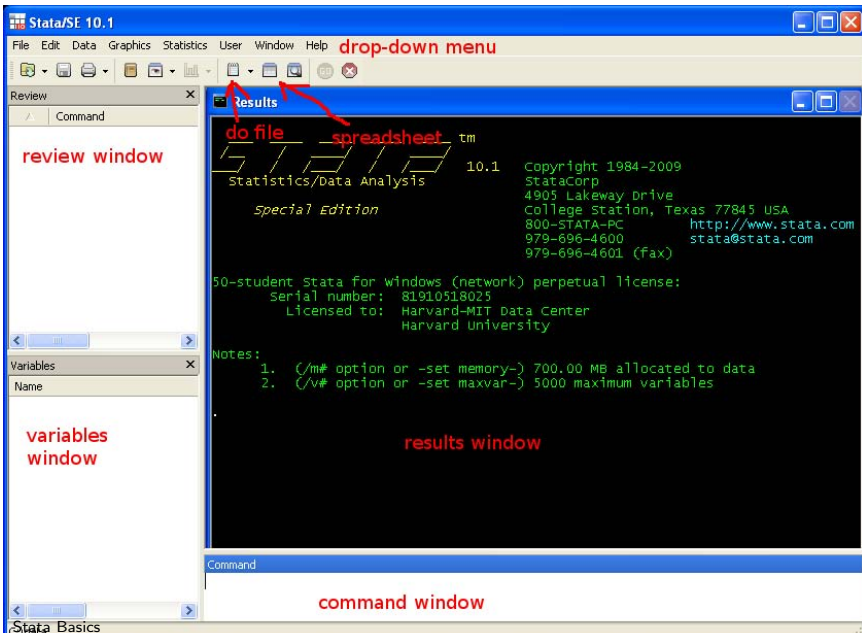 Stata/SE 10.1
File Edit Data Graphics Statistics User Window Help drop-down menu
Review
Command
review window
Results
do file spreadsheet
tm
10.1 Copyright 1984-2009
Statistics/Data Analysis StataCorp
4905 Lakeway Drive
Special Edition College Station, Texas 77845 USA
800-STATA-PC http://www.stata.com
979-696-4600 stata@stata.com
979-696-4601 (fax)
50-student Stata for Windows (network) perpetual license:
Serial number: 81910518025
Licensed to: Harvard-MIT Data Center
Harvard University
Notes:
1. (/m# option or -set memory-) 700.00 MB allocated to data
2. (/v# option or -set maxvar-) 5000 maximum variables
.
results window
Variables
Name
variables
window
Command
command window
Stata Basics